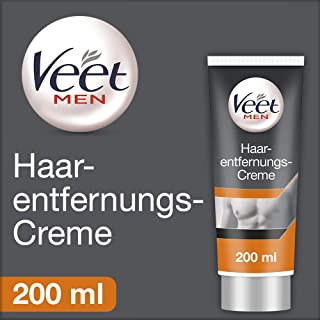 Veet
MEN
Haar-
entfernungs-
Creme
200 ml
Veet
MEN
Haar-
entfernungs-
Creme
200 ml